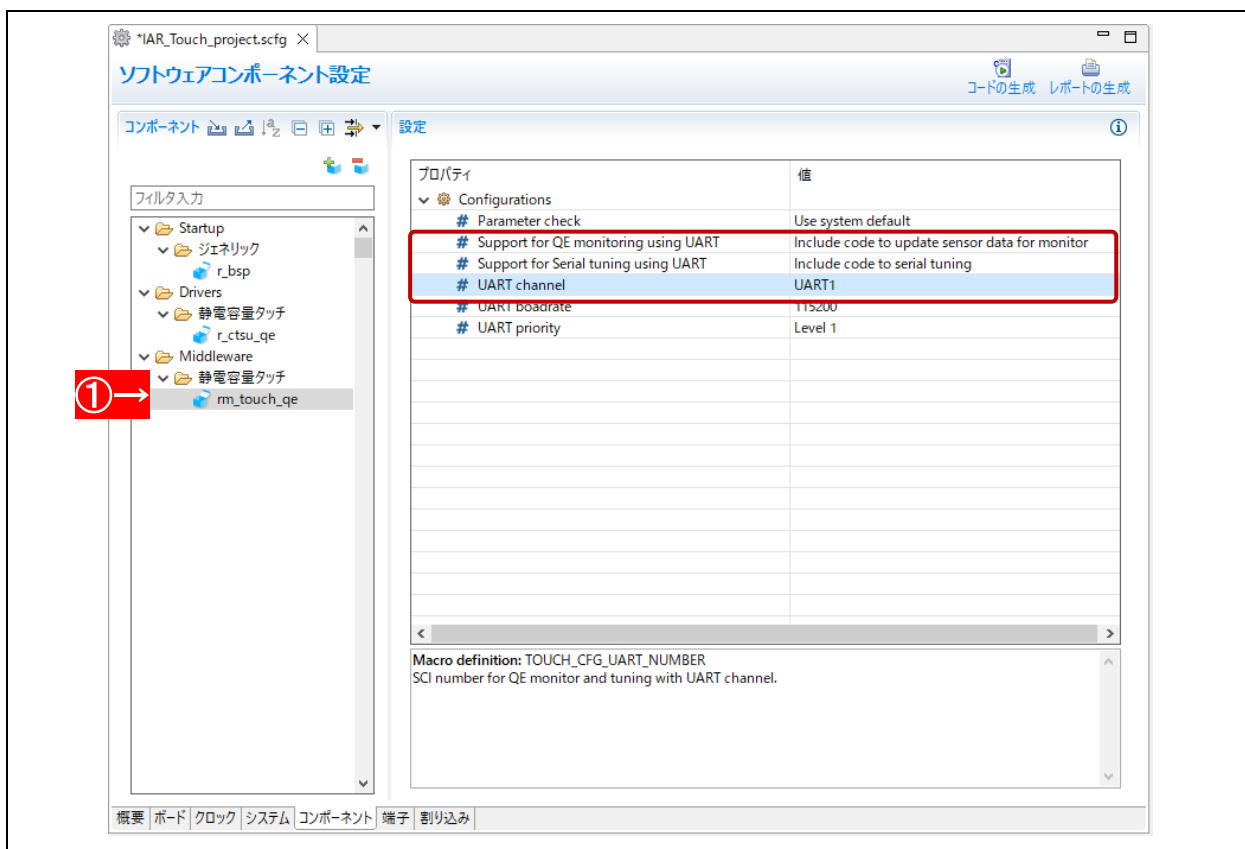 *IAR_Touch_project.scfg
ソフトウェアコンポーネント設定
コードの生成 レポートの生成
コンポーネント
設定
フィルタ入力
Startup
ジェネリック
r_bsp
Drivers
静電容量タッチ
r_ctsu_qe
Middleware
静電容量タッチ
①→ rm_touch_qe
プロパティ 値
Configurations
# Parameter check Use system default
# Support for QE monitoring using UART Include code to update sensor data for monitor
# Support for Serial tuning using UART Include code to serial tuning
# UART channel UART1
# UART boadrate 115200
# UART priority Level 1
Macro definition: TOUCH_CFG_UART_NUMBER
SCI number for QE monitor and tuning with UART channel.
概要 ボード クロック システム コンポーネント 端子 割り込み